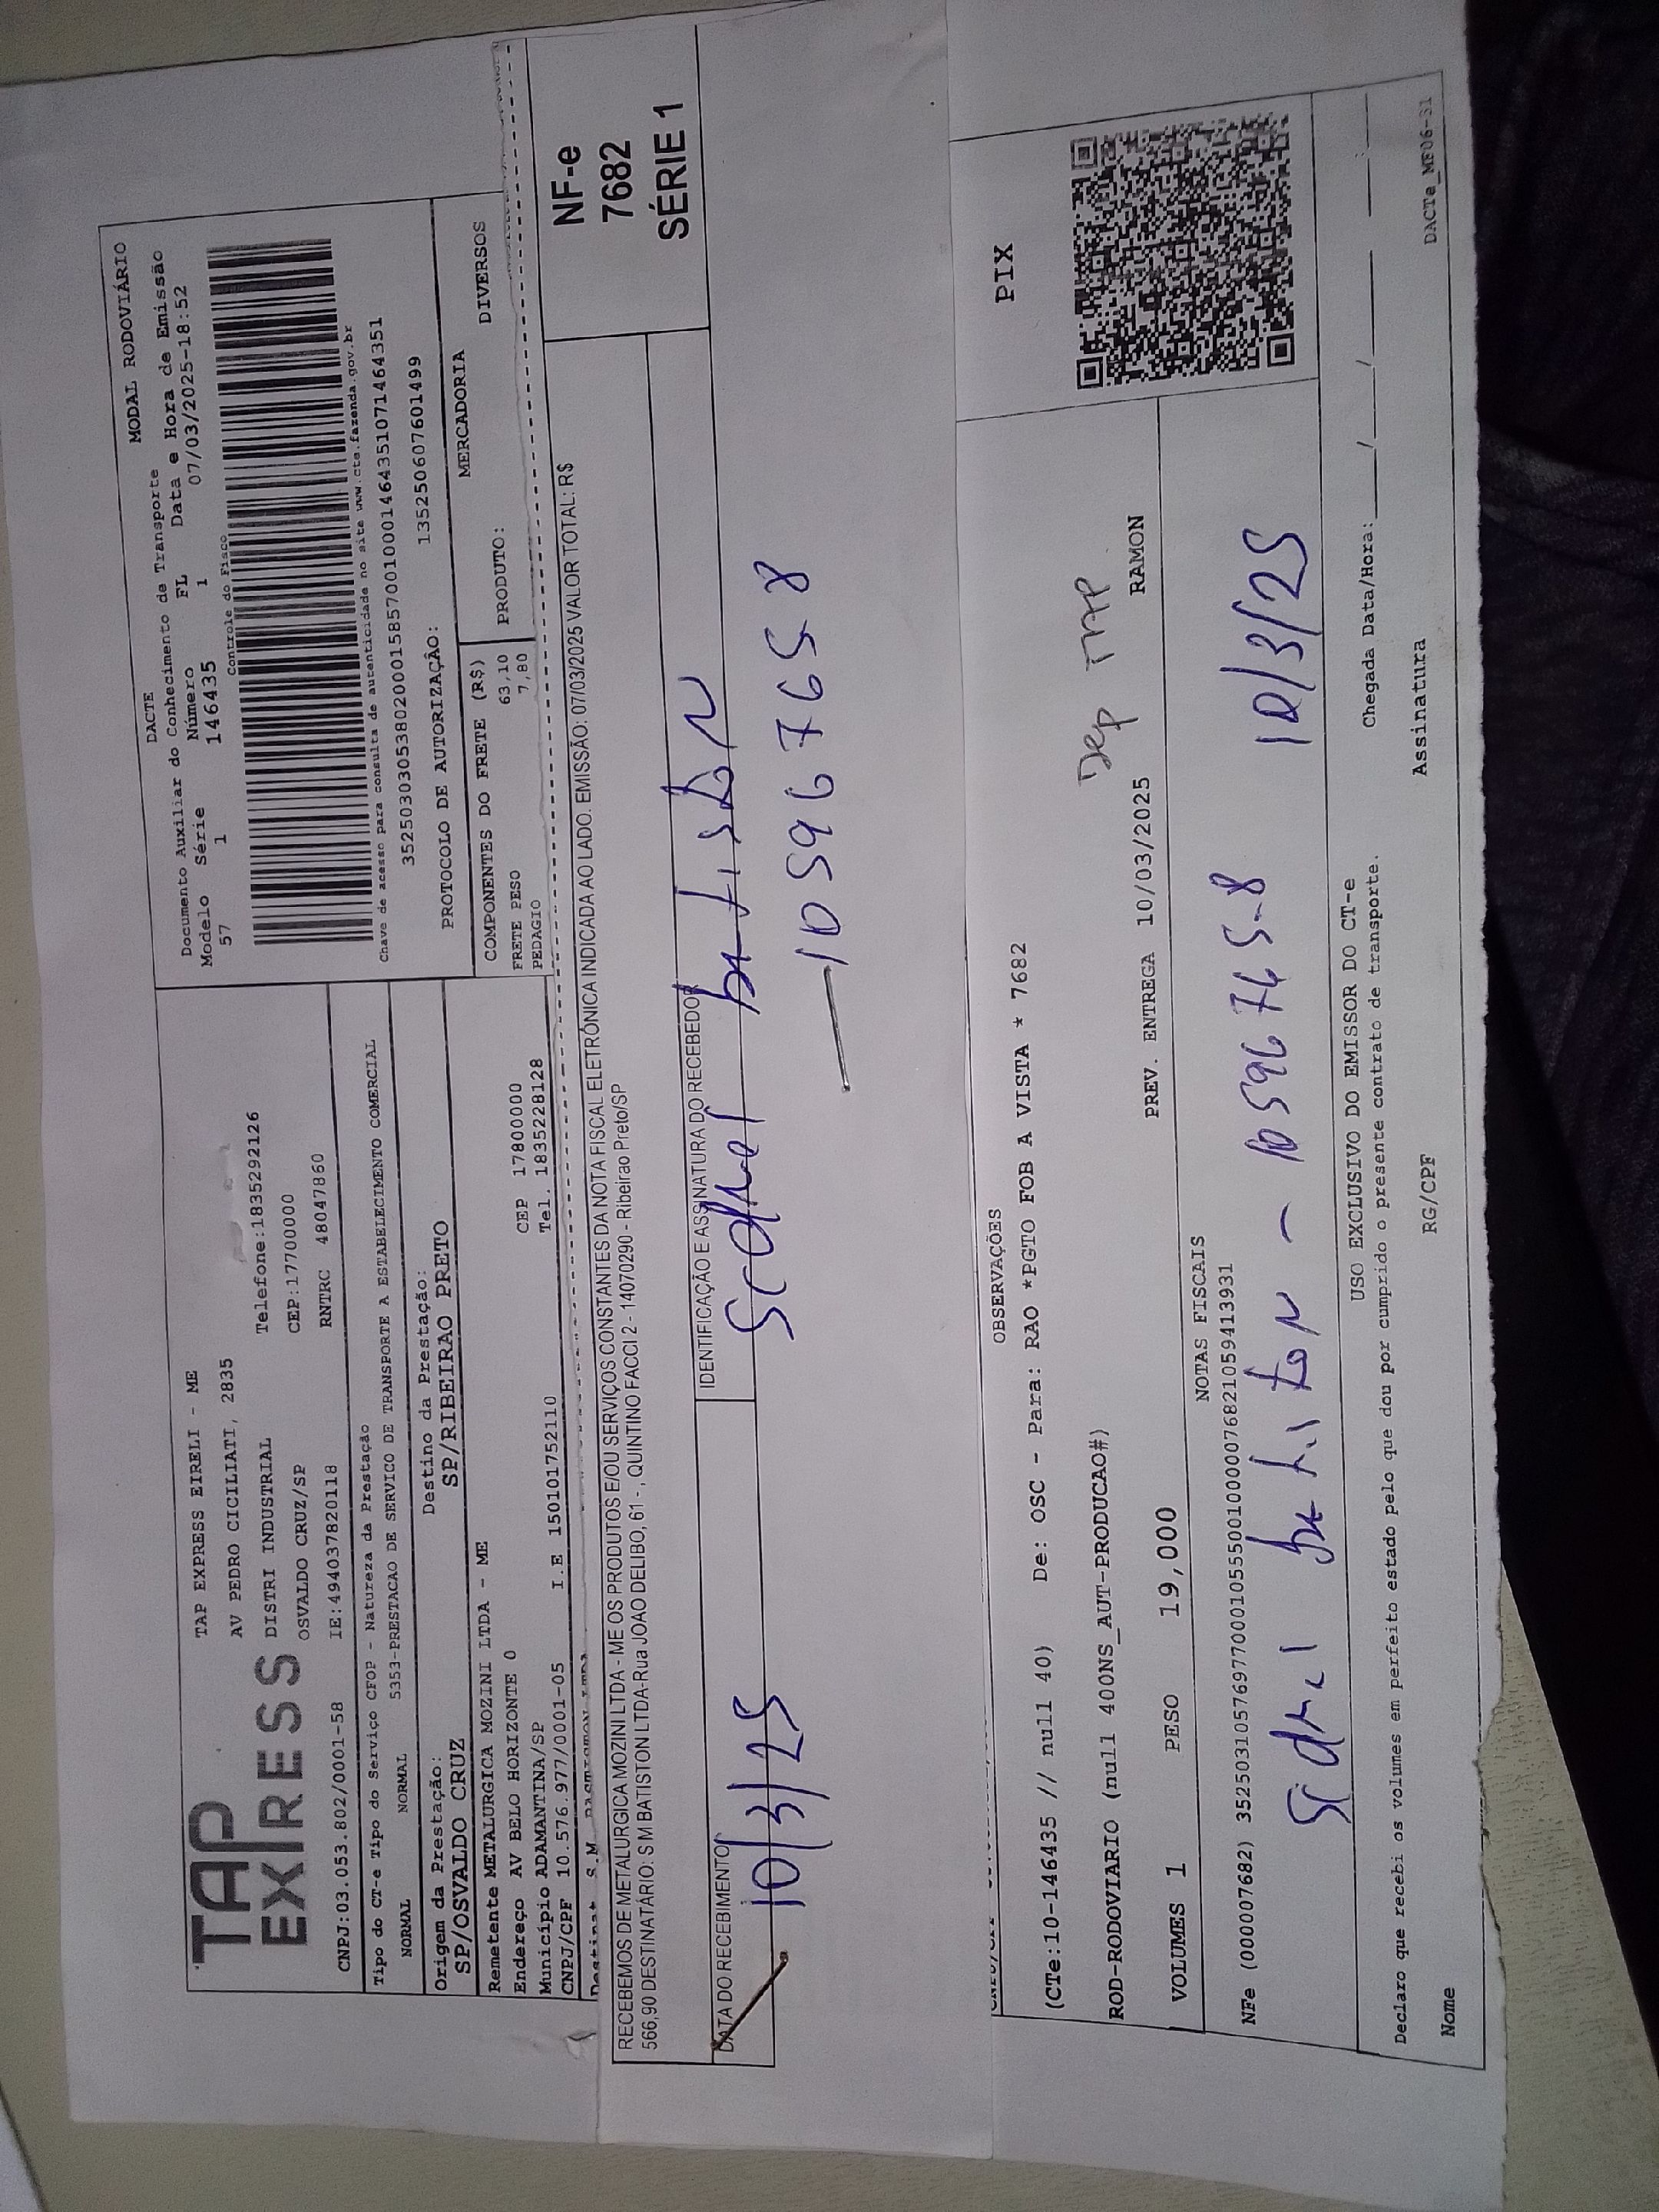 TAP EXPRESS
TAP EXPRESS EIRELI - ME
AV PEDRO CICILIATI, 2835
DISTRI INDUSTRIAL Telefone:1835292126
OSVALDO CRUZ/SP CEP:17700000
CNPJ:03.053.802/0001-58 IE:494037820118 RNTRC 48047860
Tipo do CT-e Tipo do Serviço CFOP - Natureza da Prestação
NORMAL NORMAL 5353-PRESTACAO DE SERVICO DE TRANSPORTE A ESTABELECIMENTO COMERCIAL
Origem da Prestação: Destino da Prestação:
SP/OSVALDO CRUZ SP/RIBEIRAO PRETO
Remetente METALURGICA MOZINI LTDA - ME
Endereço AV BELO HORIZONTE 0
Município ADAMANTINA/SP CEP 17800000
CNPJ/CPF 10.576.977/0001-05 I.E 150101752110 Tel. 1835228128
DACTE MODAL RODOVIÁRIO
Documento Auxiliar do Conhecimento de Transporte
Modelo Série Número FL Data e Hora de Emissão
57 1 146435 1 07/03/2025-18:52
Controle do Fisco
Chave de acesso para consulta de autenticidade no site www.cte.fazenda.gov.br
35250303053802000158570010001464351071464351
PROTOCOLO DE AUTORIZAÇÃO: 135250607601499
COMPONENTES DO FRETE (R$) MERCADORIA
FRETE PESO 63,10 PRODUTO: DIVERSOS
PEDAGIO 7,80
RECEBEMOS DE METALURGICA MOZINI LTDA - ME OS PRODUTOS E/OU SERVIÇOS CONSTANTES DA NOTA FISCAL ELETRÔNICA INDICADA AO LADO. EMISSÃO: 07/03/2025 VALOR TOTAL: R$
566,90 DESTINATÁRIO: S M BATISTON LTDA-Rua JOAO DELIBO, 61 - , QUINTINO FACCI 2 - 14070290 - Ribeirao Preto/SP
NF-e
7682
SÉRIE 1
DATA DO RECEBIMENTO IDENTIFICAÇÃO E ASSINATURA DO RECEBEDOR
10/3/25
10596765-8
OBSERVAÇÕES PIX
(CTe:10-146435 // null 40) De: OSC - Para: RAO *PGTO FOB A VISTA * 7682
Dep TAP
ROD-RODOVIARIO (null 400NS_AUT-PRODUCAO#) PREV. ENTREGA 10/03/2025 RAMON
VOLUMES 1 PESO 19,000
NOTAS FISCAIS
NFe (00007682) 35250310576977000105550010000076821059413931
10/3/25
USO EXCLUSIVO DO EMISSOR DO CT-e
Declaro que recebi os volumes em perfeito estado pelo que dou por cumprido o presente contrato de transporte.
Chegada Data/Hora: ___/___/___ __:__
Nome RG/CPF Assinatura
DACTe_MF06-31